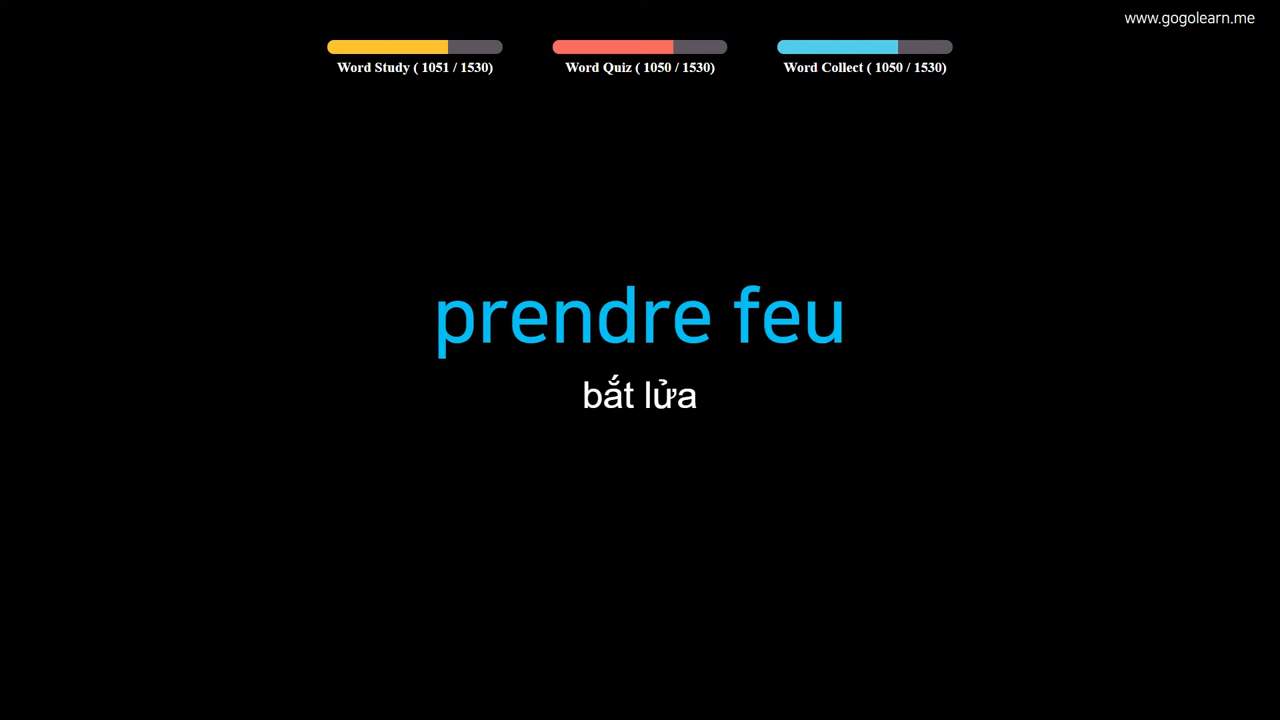 www.gogolearn.me
Word Study ( 1051 / 1530) Word Quiz ( 1050 / 1530) Word Collect ( 1050 / 1530)
prendre feu
bắt lửa